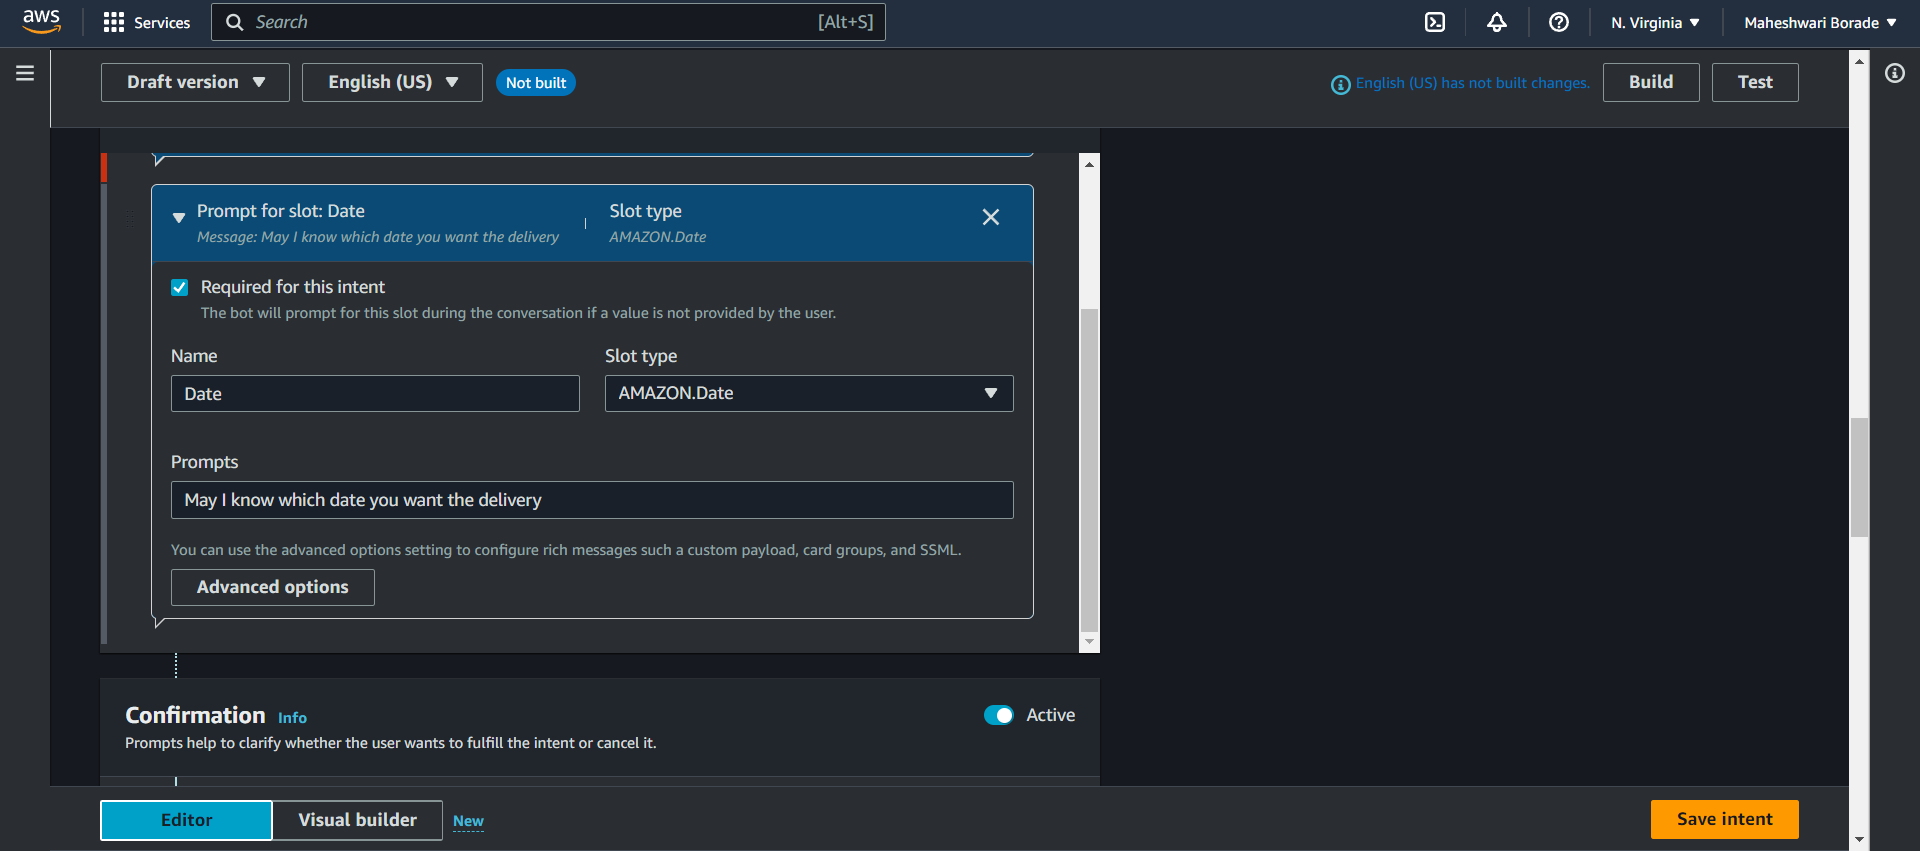 aws Services Search [Alt+S] N. Virginia Maheshwari Borade
Draft version English (US) Not built English (US) has not built changes. Build Test
Prompt for slot: Date Slot type
Message: May I know which date you want the delivery AMAZON.Date
Required for this intent
The bot will prompt for this slot during the conversation if a value is not provided by the user.
Name Slot type
Date AMAZON.Date
Prompts
May I know which date you want the delivery
You can use the advanced options setting to configure rich messages such a custom payload, card groups, and SSML.
Advanced options
Confirmation Info Active
Prompts help to clarify whether the user wants to fulfill the intent or cancel it.
Editor Visual builder New Save intent